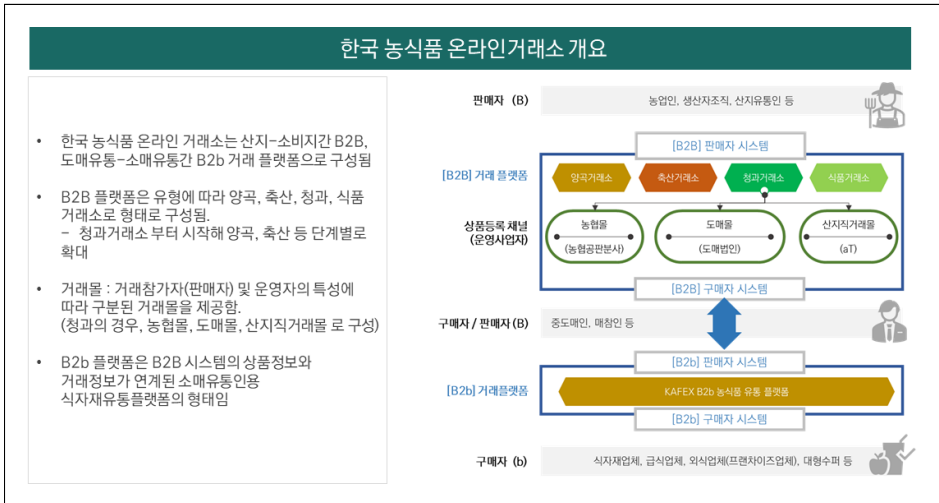 한국 농식품 온라인거래소 개요
• 한국 농식품 온라인 거래소는 산지-소비지간 B2B,
도매유통-소매유통간 B2b 거래 플랫폼으로 구성됨
• B2B 플랫폼은 유형에 따라 양곡, 축산, 청과, 식품
거래소로 형태로 구성됨.
- 청과거래소 부터 시작해 양곡, 축산 등 단계별로
확대
• 거래몰 : 거래참가자(판매자) 및 운영자의 특성에
따라 구분된 거래몰을 제공함.
(청과의 경우, 농협몰, 도매몰, 산지직거래몰 로 구성)
• B2b 플랫폼은 B2B 시스템의 상품정보와
거래정보가 연계된 소매유통인용
식자재유통플랫폼의 형태임
판매자 (B)
농업인, 생산자조직, 산지유통인 등
[B2B] 판매자 시스템
[B2B] 거래 플랫폼
양곡거래소
축산거래소
청과거래소
식품거래소
상품등록 채널
(운영사업자)
농협몰
(농협공판분사)
도매몰
(도매법인)
산지직거래몰
(aT)
[B2B] 구매자 시스템
구매자 / 판매자 (B)
중도매인, 매참인 등
[B2b] 판매자 시스템
[B2b] 거래플랫폼
KAFEX B2b 농식품 유통 플랫폼
[B2b] 구매자 시스템
구매자 (b)
식자재업체, 급식업체, 외식업체(프랜차이즈업체), 대형수퍼 등